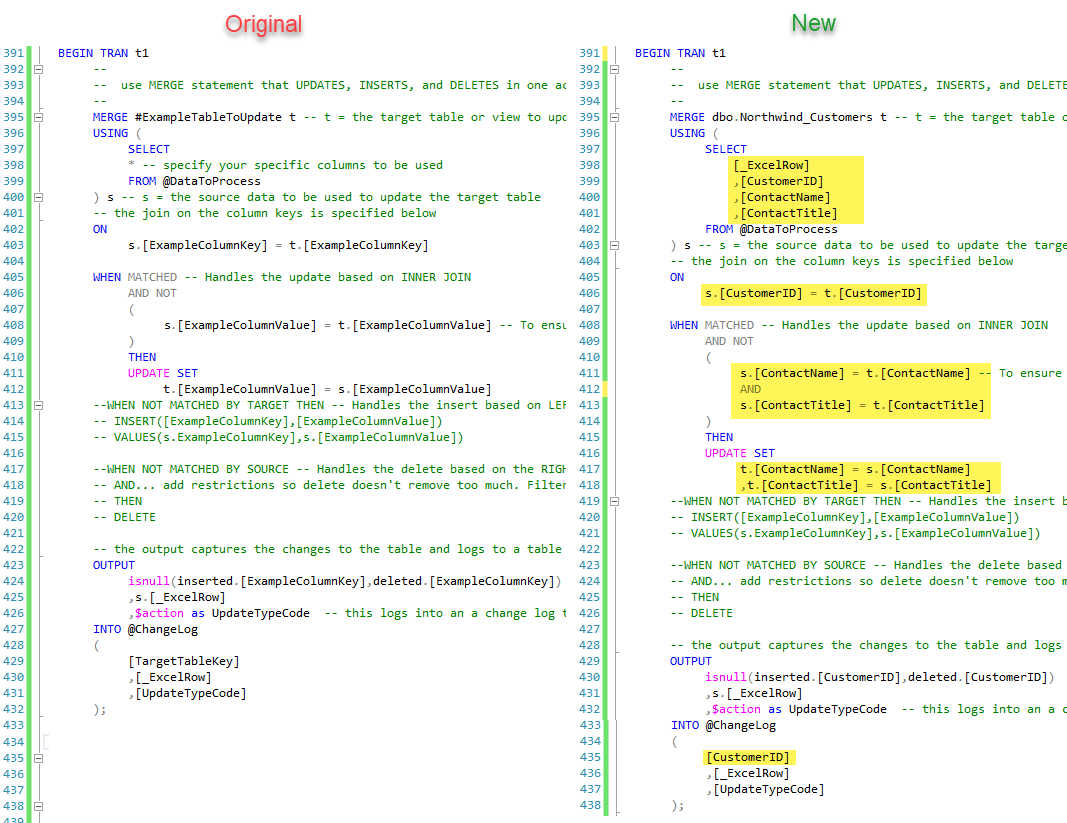 Original
391 BEGIN TRAN t1
392 --
393 -- use MERGE statement that UPDATES, INSERTS, and DELETES in one
394 --
395 MERGE #ExampleTableToUpdate t -- t = the target table or view to
396 USING (
397 SELECT
398 * -- specify your specific columns to be used
399 FROM @DataToProcess
400 ) s -- s = the source data to be used to update the target table
401 -- the join on the column keys is specified below
402 ON
403 s.[ExampleColumnKey] = t.[ExampleColumnKey]
404
405 WHEN MATCHED -- Handles the update based on INNER JOIN
406 AND NOT
407 (
408 s.[ExampleColumnValue] = t.[ExampleColumnValue] -- To
409 )
410 THEN
411 UPDATE SET
412 t.[ExampleColumnValue] = s.[ExampleColumnValue]
413 --WHEN NOT MATCHED BY TARGET THEN -- Handles the insert based on
414 -- INSERT([ExampleColumnKey],[ExampleColumnValue])
415 -- VALUES(s.ExampleColumnKey],s.[ExampleColumnValue])
416
417 --WHEN NOT MATCHED BY SOURCE -- Handles the delete based on the
418 -- AND... add restrictions so delete doesn't remove too much. Filter
419 -- THEN
420 -- DELETE
421
422 -- the output captures the changes to the table and logs to a table
423 OUTPUT
424 isnull(inserted.[ExampleColumnKey],deleted.[ExampleColumnKey])
425 ,s.[_ExcelRow]
426 ,$action as UpdateTypeCode -- this logs into an a change log
427 INTO @ChangeLog
428 (
429 [TargetTableKey]
430 ,[_ExcelRow]
431 ,[UpdateTypeCode]
432 );
433
434
435
436
437
438
439
New
391 BEGIN TRAN t1
392 --
393 -- use MERGE statement that UPDATES, INSERTS, and DELETE
394 --
395 MERGE dbo.Northwind_Customers t -- t = the target table
396 USING (
397 SELECT
398 [_ExcelRow]
399 ,[CustomerID]
400 ,[ContactName]
401 ,[ContactTitle]
402 FROM @DataToProcess
403 ) s -- s = the source data to be used to update the
404 -- the join on the column keys is specified below
405 ON
406 s.[CustomerID] = t.[CustomerID]
407
408 WHEN MATCHED -- Handles the update based on INNER JOIN
409 AND NOT
410 (
411 s.[ContactName] = t.[ContactName] -- To ensure
412 AND
413 s.[ContactTitle] = t.[ContactTitle]
414 )
415 THEN
416 UPDATE SET
417 t.[ContactName] = s.[ContactName]
418 ,t.[ContactTitle] = s.[ContactTitle]
419 --WHEN NOT MATCHED BY TARGET THEN -- Handles the insert
420 -- INSERT([ExampleColumnKey],[ExampleColumnValue])
421 -- VALUES(s.ExampleColumnKey],s.[ExampleColumnValue])
422
423 --WHEN NOT MATCHED BY SOURCE -- Handles the delete based
424 -- AND... add restrictions so delete doesn't remove too
425 -- THEN
426 -- DELETE
427
428 -- the output captures the changes to the table and logs
429 OUTPUT
430 isnull(inserted.[CustomerID],deleted.[CustomerID])
431 ,s.[_ExcelRow]
432 ,$action as UpdateTypeCode -- this logs into an a
433 INTO @ChangeLog
434 (
435 [CustomerID]
436 ,[_ExcelRow]
437 ,[UpdateTypeCode]
438 );